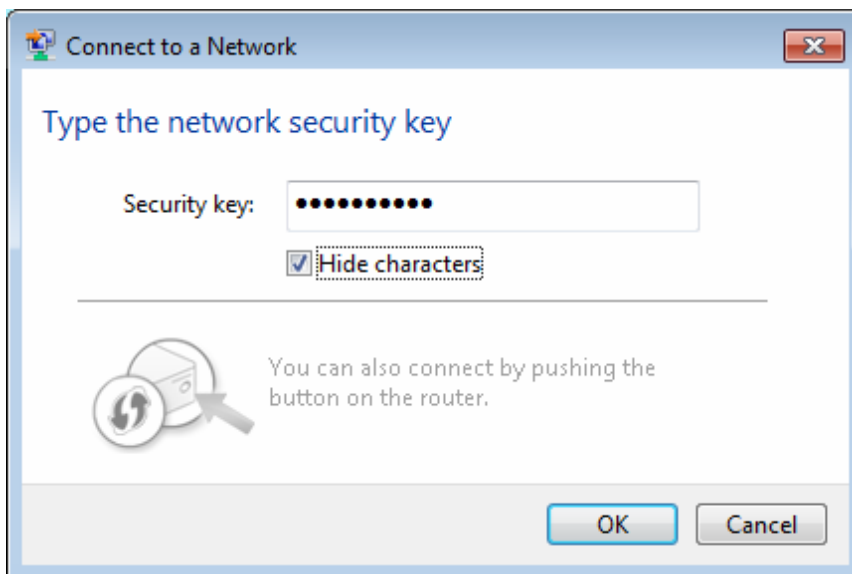 Connect to a Network
Type the network security key
Security key: ••••••••••
Hide characters
You can also connect by pushing the
button on the router.
OK Cancel